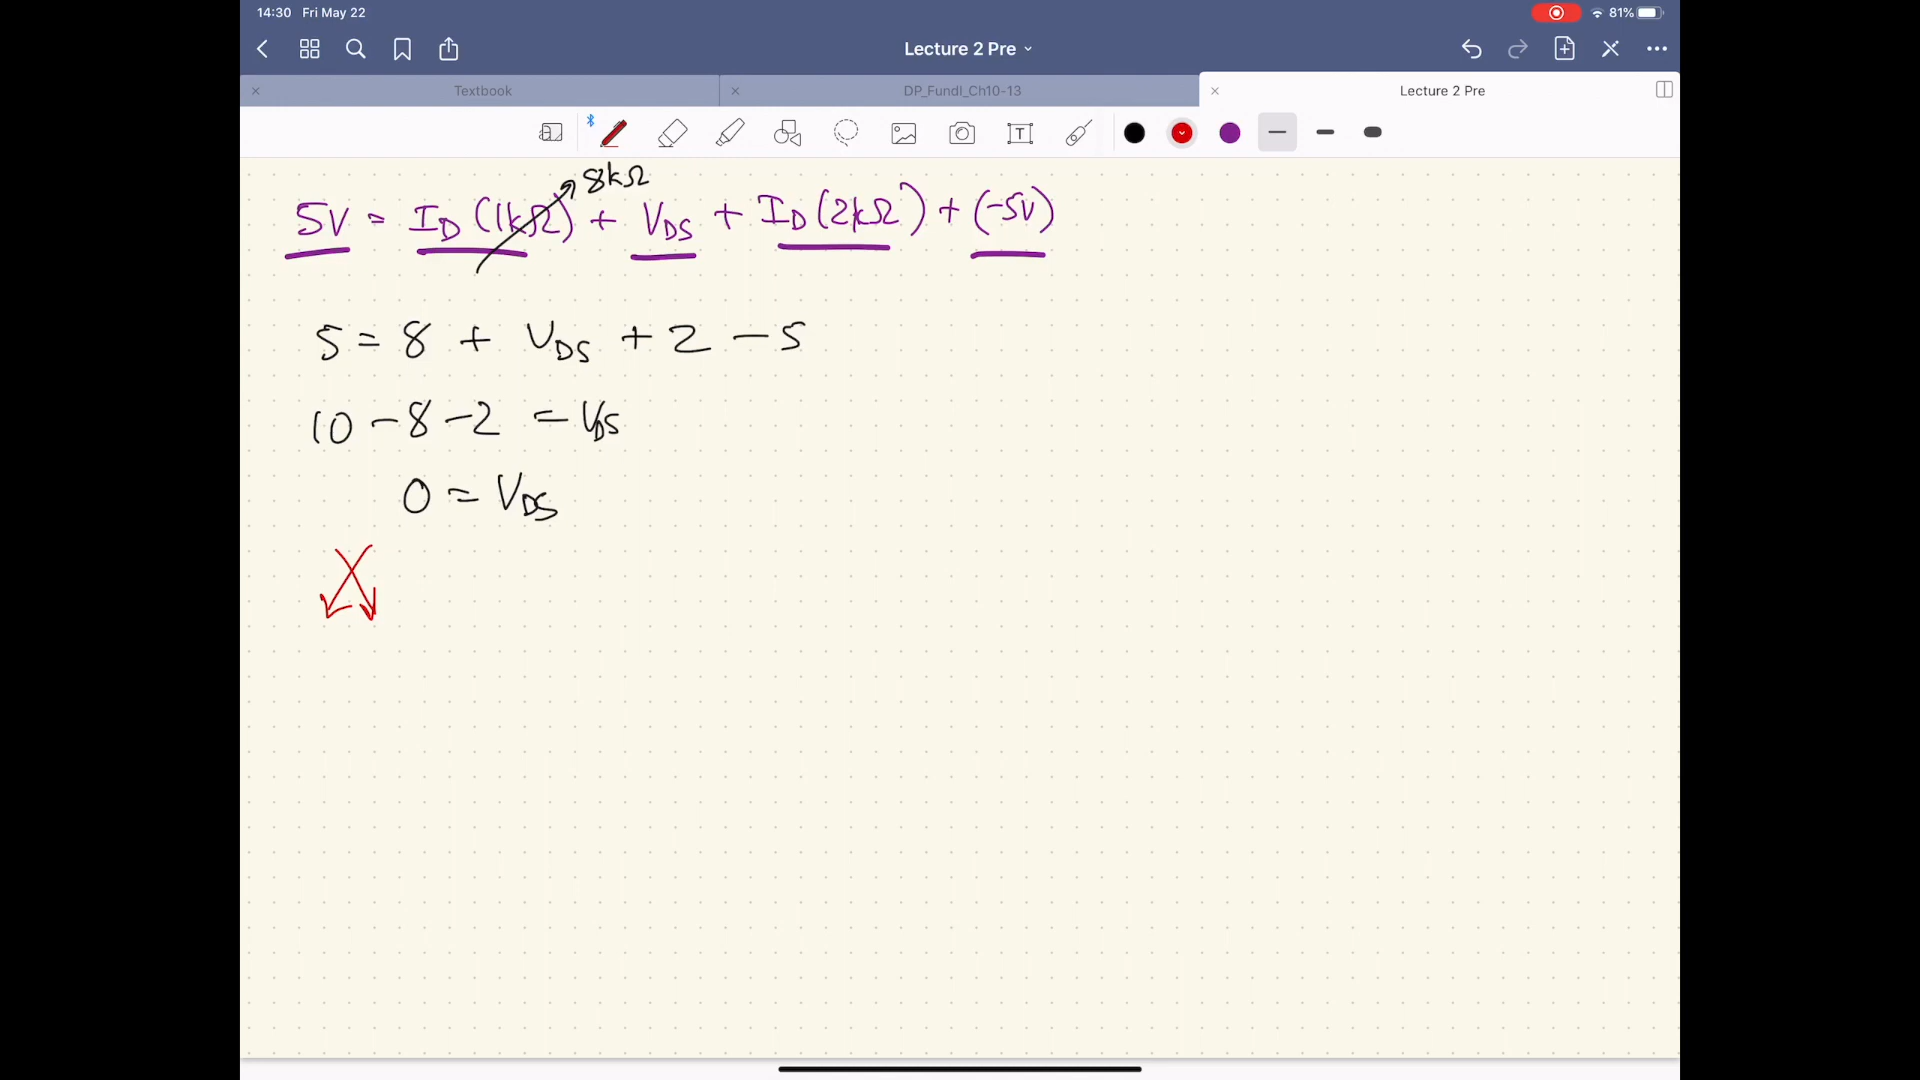 14:30 Fri May 22
81%
Lecture 2 Pre
Textbook
DP_FundI_Ch10-13
Lecture 2 Pre
T
8kΩ
5V = I_D (1kΩ) + V_DS + I_D (2kΩ) + (-5V)
5 = 8 + V_DS + 2 - 5
10 - 8 - 2 = V_DS
0 = V_DS